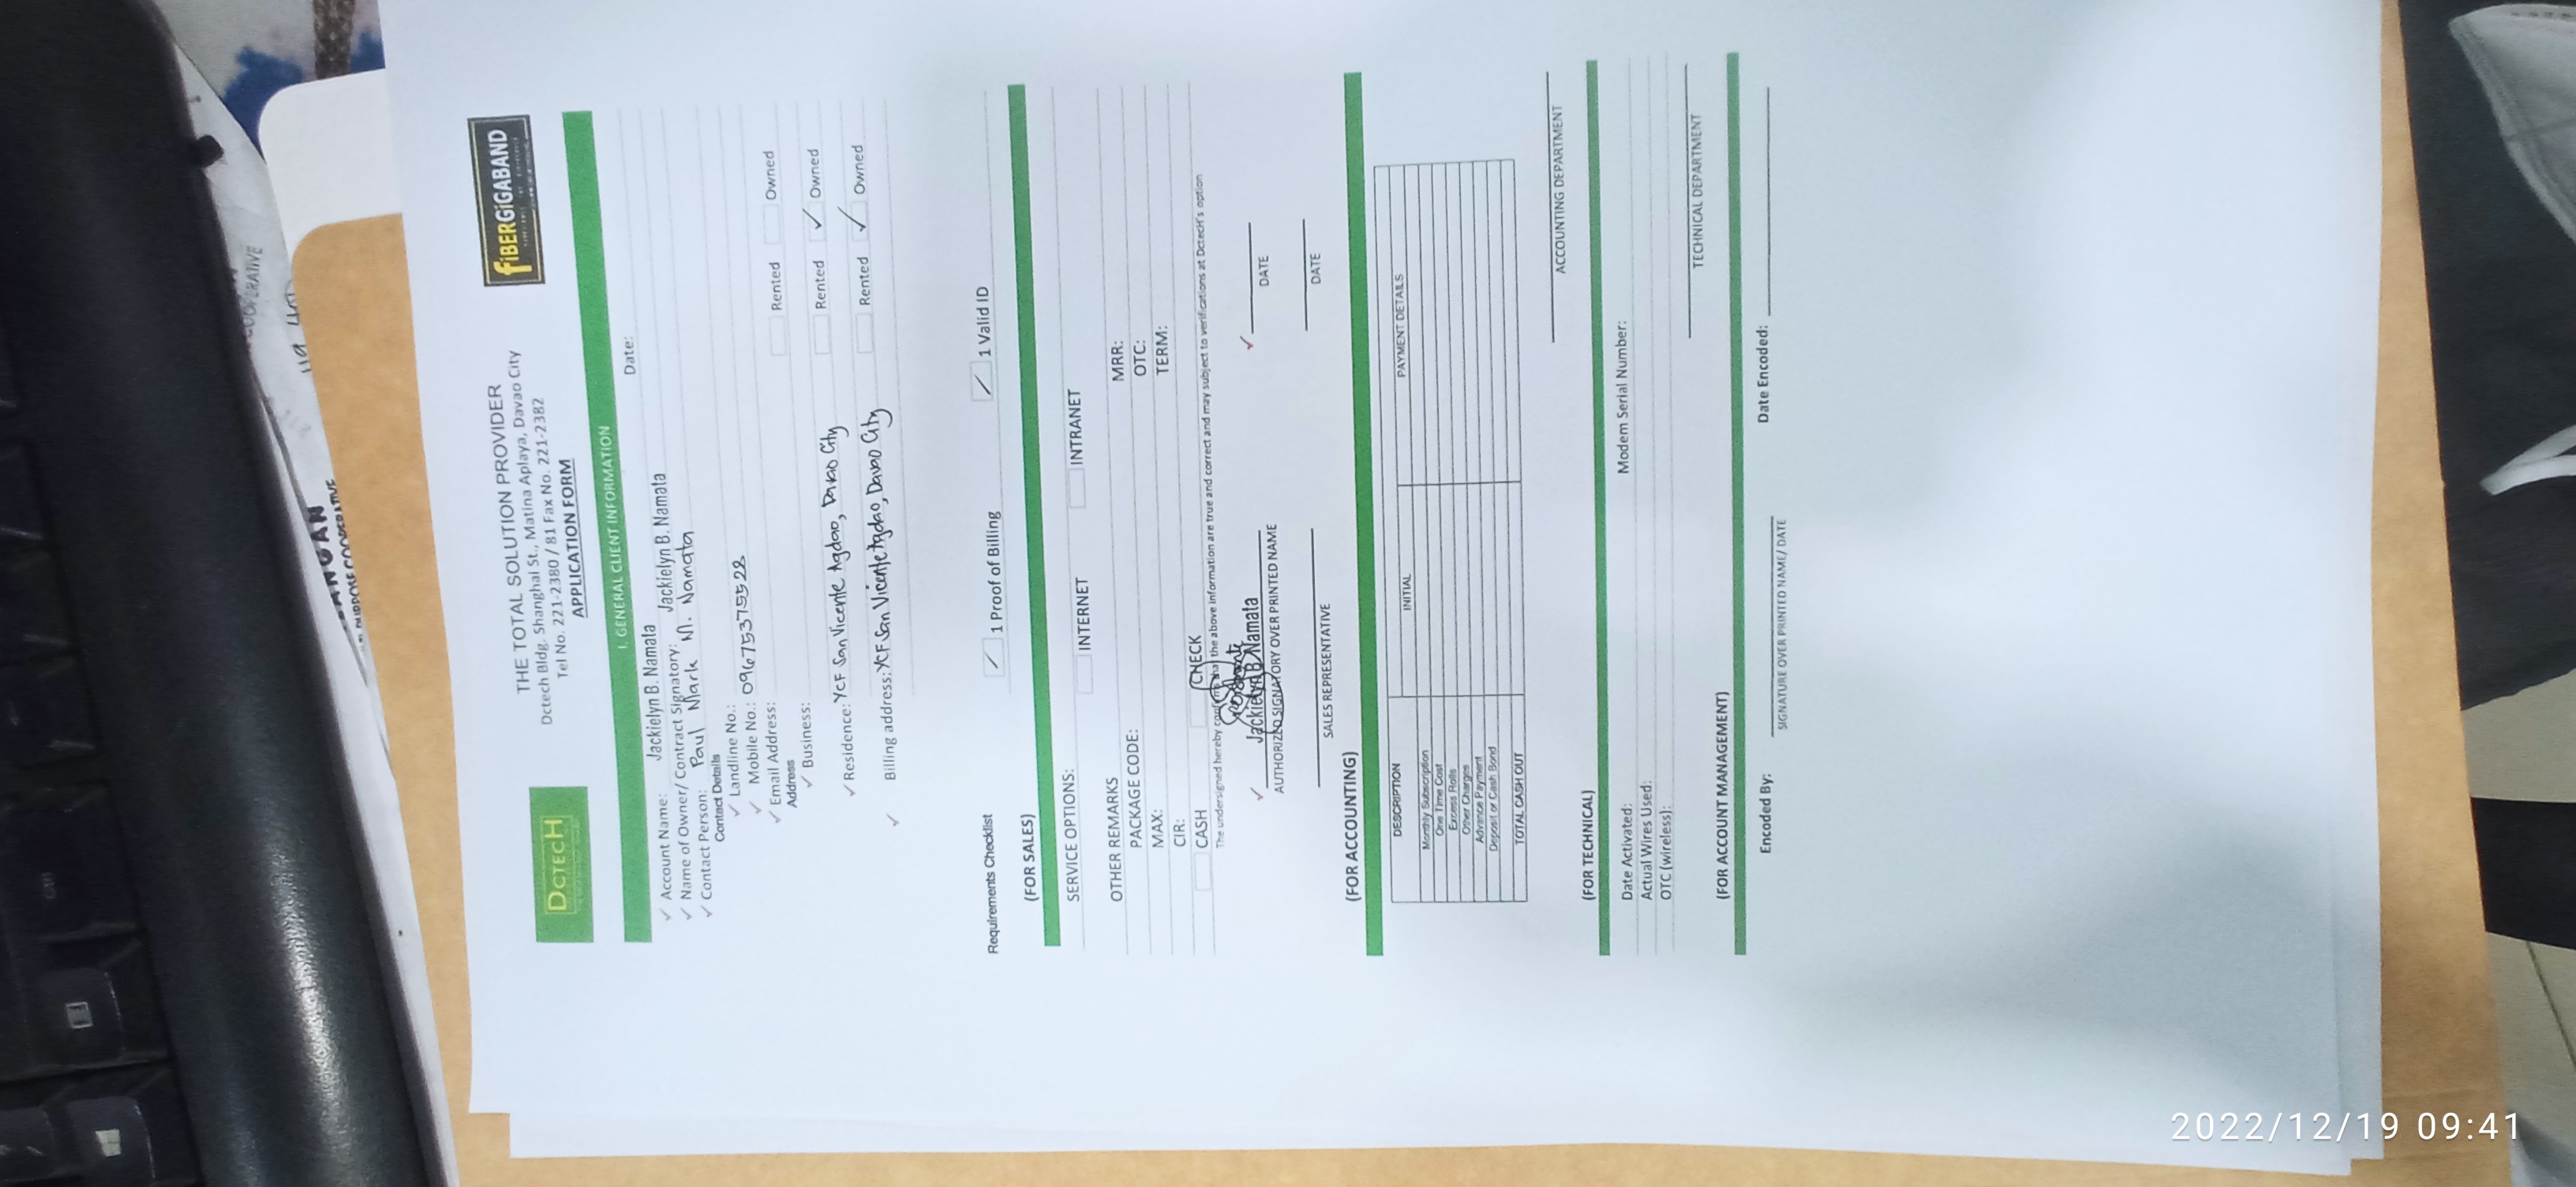 DCTECH
THE TOTAL SOLUTION PROVIDER
Dctech Bldg. Shanghai St., Matina Aplaya, Davao City
Tel No. 221-2380 / 81 Fax No. 221-2382
APPLICATION FORM
fiBERGiGABAND
I. GENERAL CLIENT INFORMATION
Date:
✓ Account Name: Jackielyn B. Namata
✓ Name of Owner/ Contract Signatory: Jackielyn B. Namata
✓ Contact Person: Paul Mark M. Namata
Contact Details
✓ Landline No.:
✓ Mobile No.: 09675375528
✓ Email Address: Rented Owned
Address
✓ Business: Rented ✓ Owned
✓ Residence: YCF San Vicente Agdao, Davao City Rented ✓ Owned
✓ Billing address: YCF San Vicente Agdao, Davao City
Requirements Checklist 1 Proof of Billing 1 Valid ID
(FOR SALES)
SERVICE OPTIONS: INTERNET INTRANET
OTHER REMARKS
PACKAGE CODE: MRR:
MAX: OTC:
CIR: TERM:
CASH CHECK
The undersigned hereby confirms that the above information are true and correct and may subject to verifications at Dctech's option
✓ Jackielyn B Namata ✓
AUTHORIZED SIGNATORY OVER PRINTED NAME DATE
SALES REPRESENTATIVE DATE
(FOR ACCOUNTING)
DESCRIPTION INITIAL PAYMENT DETAILS
Monthly Subscription
One Time Cost
Excess Rolls
Other Charges
Advance Payment
Deposit or Cash Bond
TOTAL CASH OUT
ACCOUNTING DEPARTMENT
(FOR TECHNICAL)
Date Activated: Modem Serial Number:
Actual Wires Used:
OTC (wireless):
TECHNICAL DEPARTMENT
(FOR ACCOUNT MANAGEMENT)
Encoded By: Date Encoded:
SIGNATURE OVER PRINTED NAME/ DATE
2022/12/19 09:41